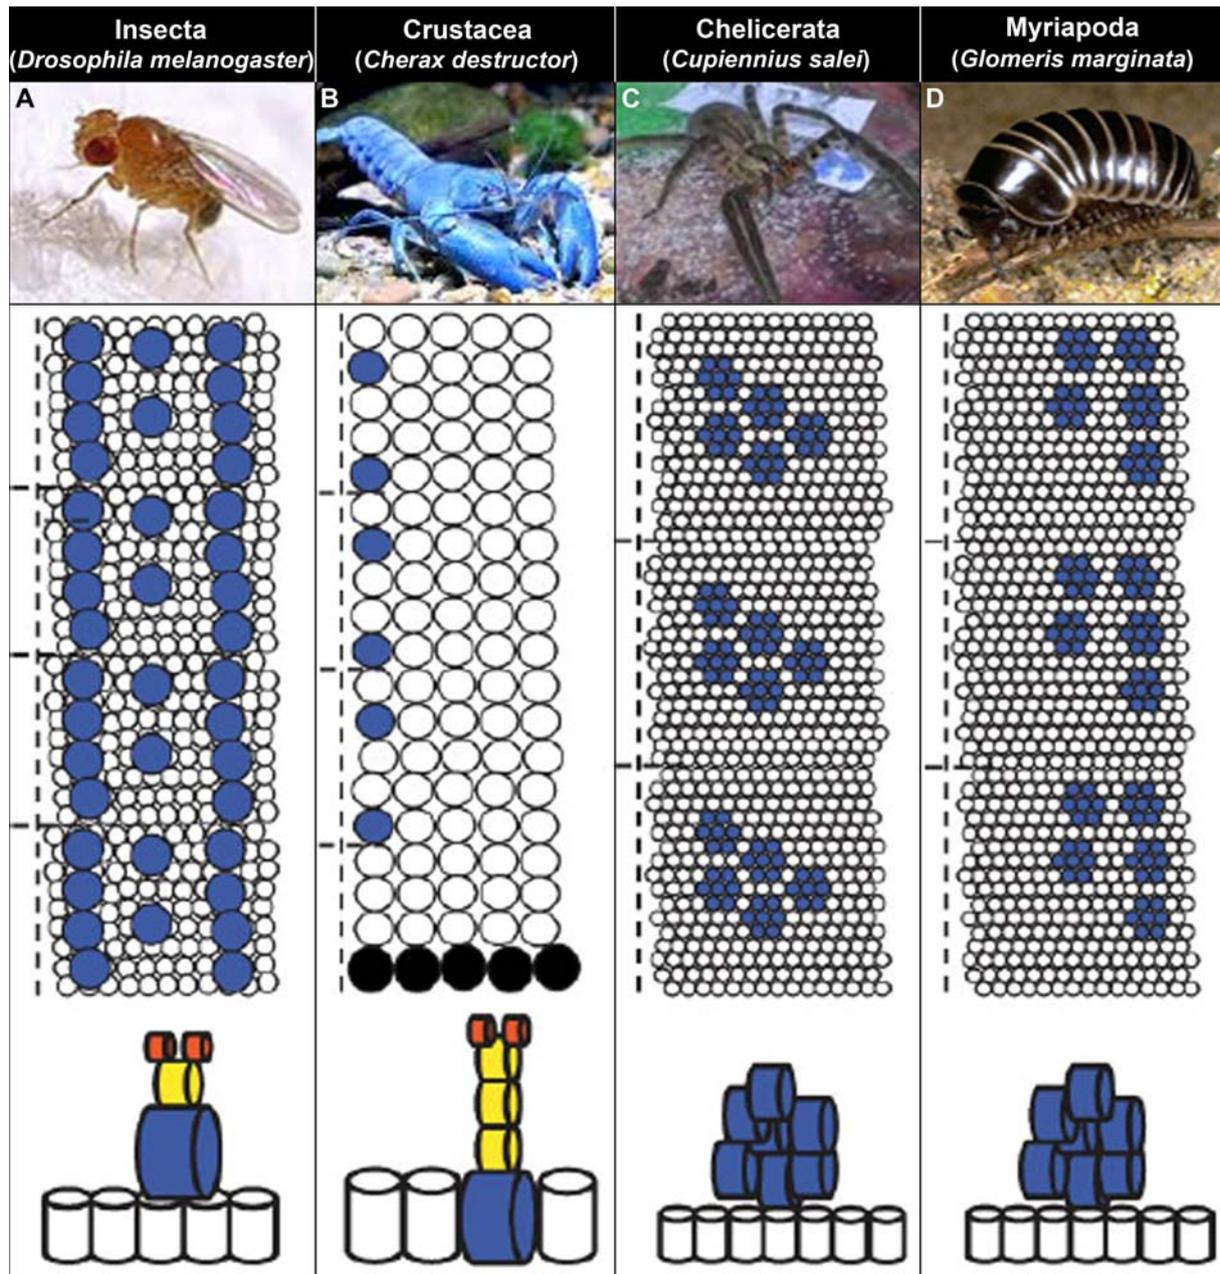 Insecta
(Drosophila melanogaster)
Crustacea
(Cherax destructor)
Chelicerata
(Cupiennius salei)
Myriapoda
(Glomeris marginata)
A
B
C
D